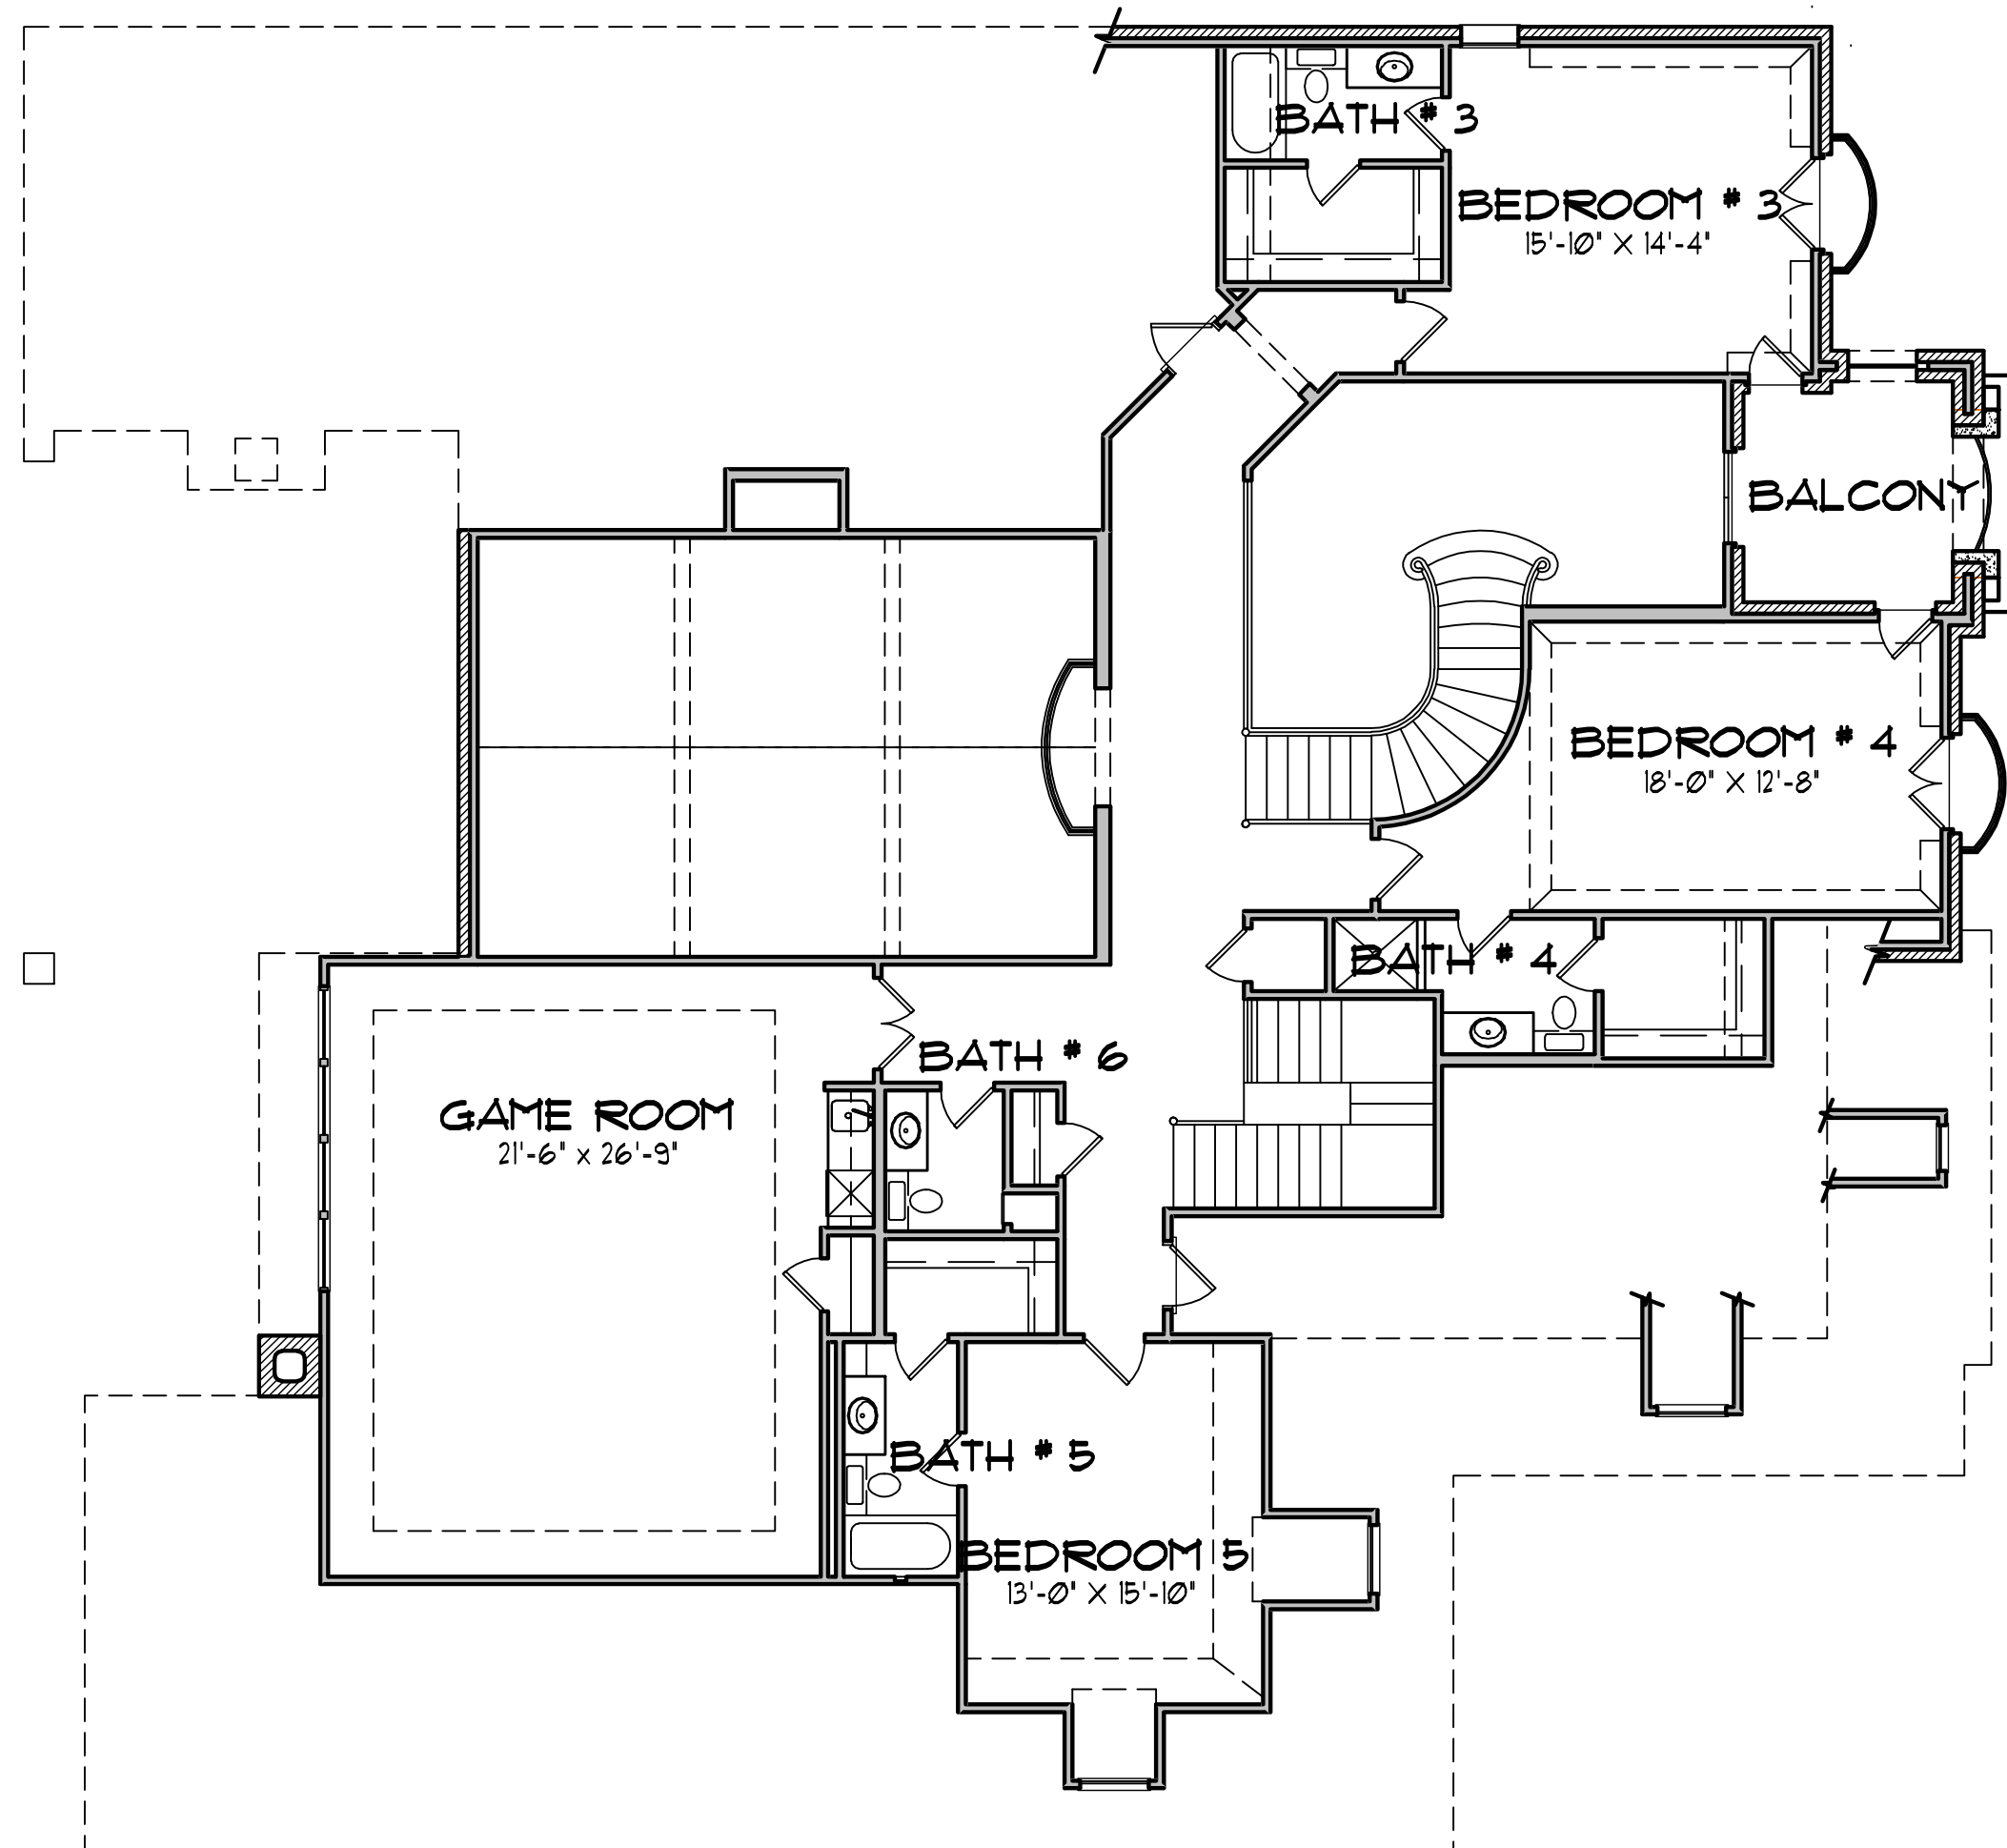 BATH # 3
BEDROOM # 3
15'-10" X 14'-4"
BALCONY
BEDROOM # 4
18'-0" X 12'-8"
BATH # 4
BATH # 6
GAME ROOM
21'-6" x 26'-9"
BATH # 5
BEDROOM 5
13'-0" X 15'-10"